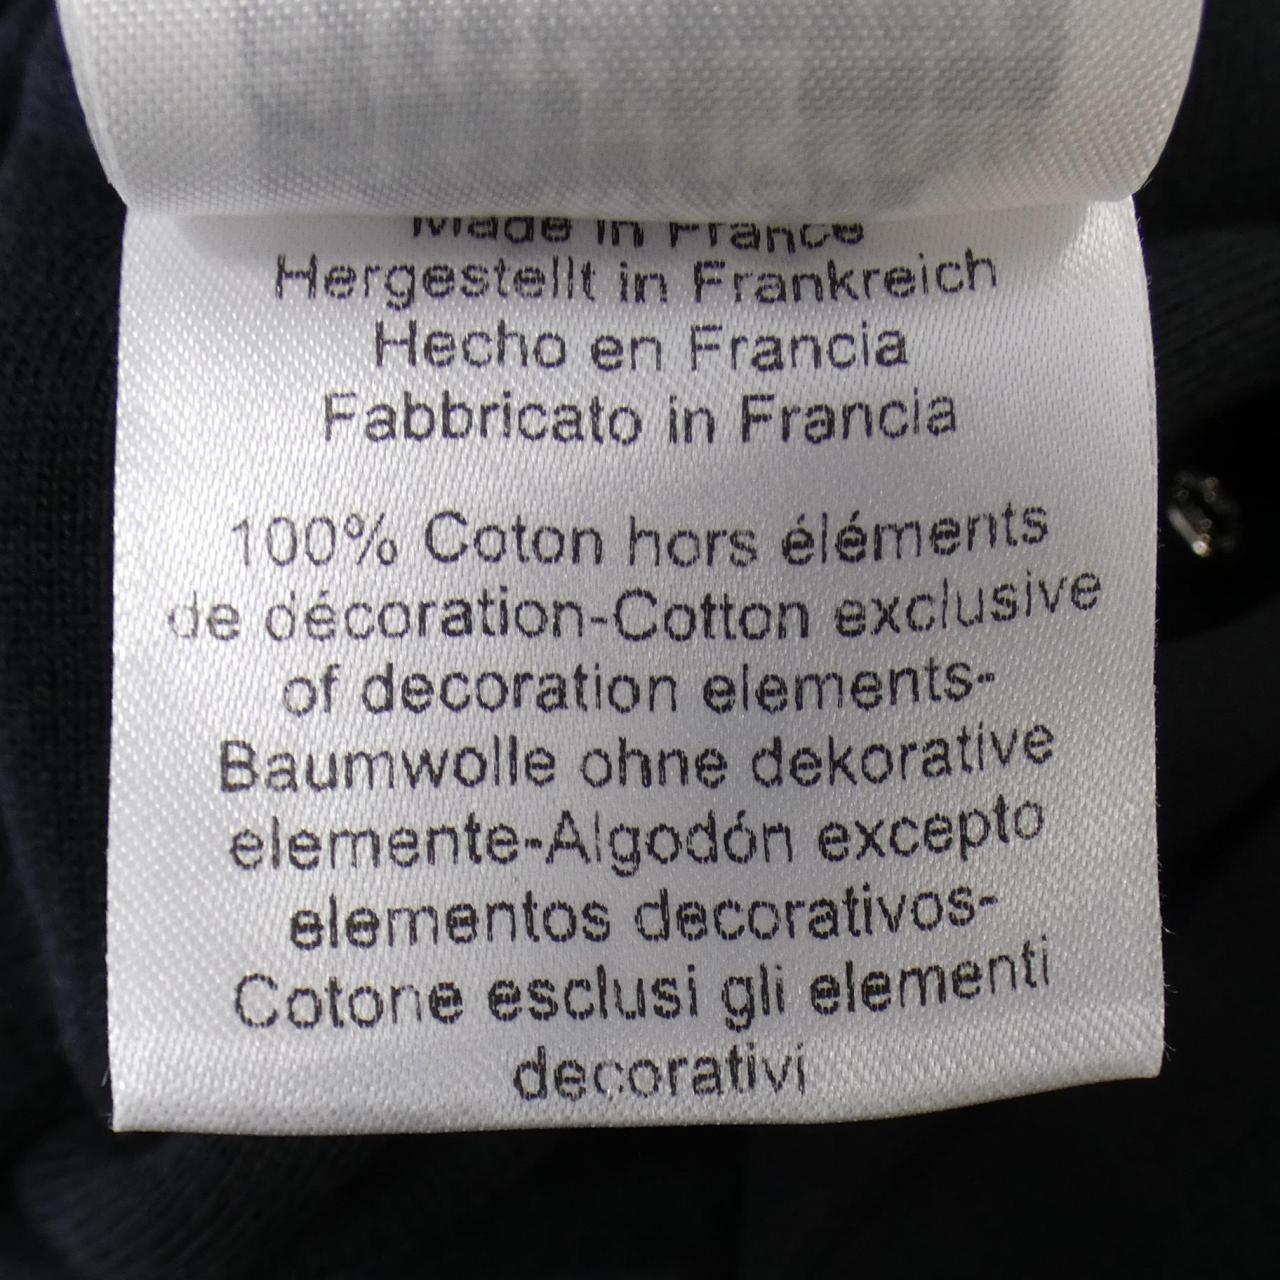 Made in France
Hergestellt in Frankreich
Hecho en Francia
Fabbricato in Francia
100% Coton hors éléments
de décoration-Cotton exclusive
of decoration elements-
Baumwolle ohne dekorative
elemente-Algodón excepto
elementos decorativos-
Cotone esclusi gli elementi
decorativi